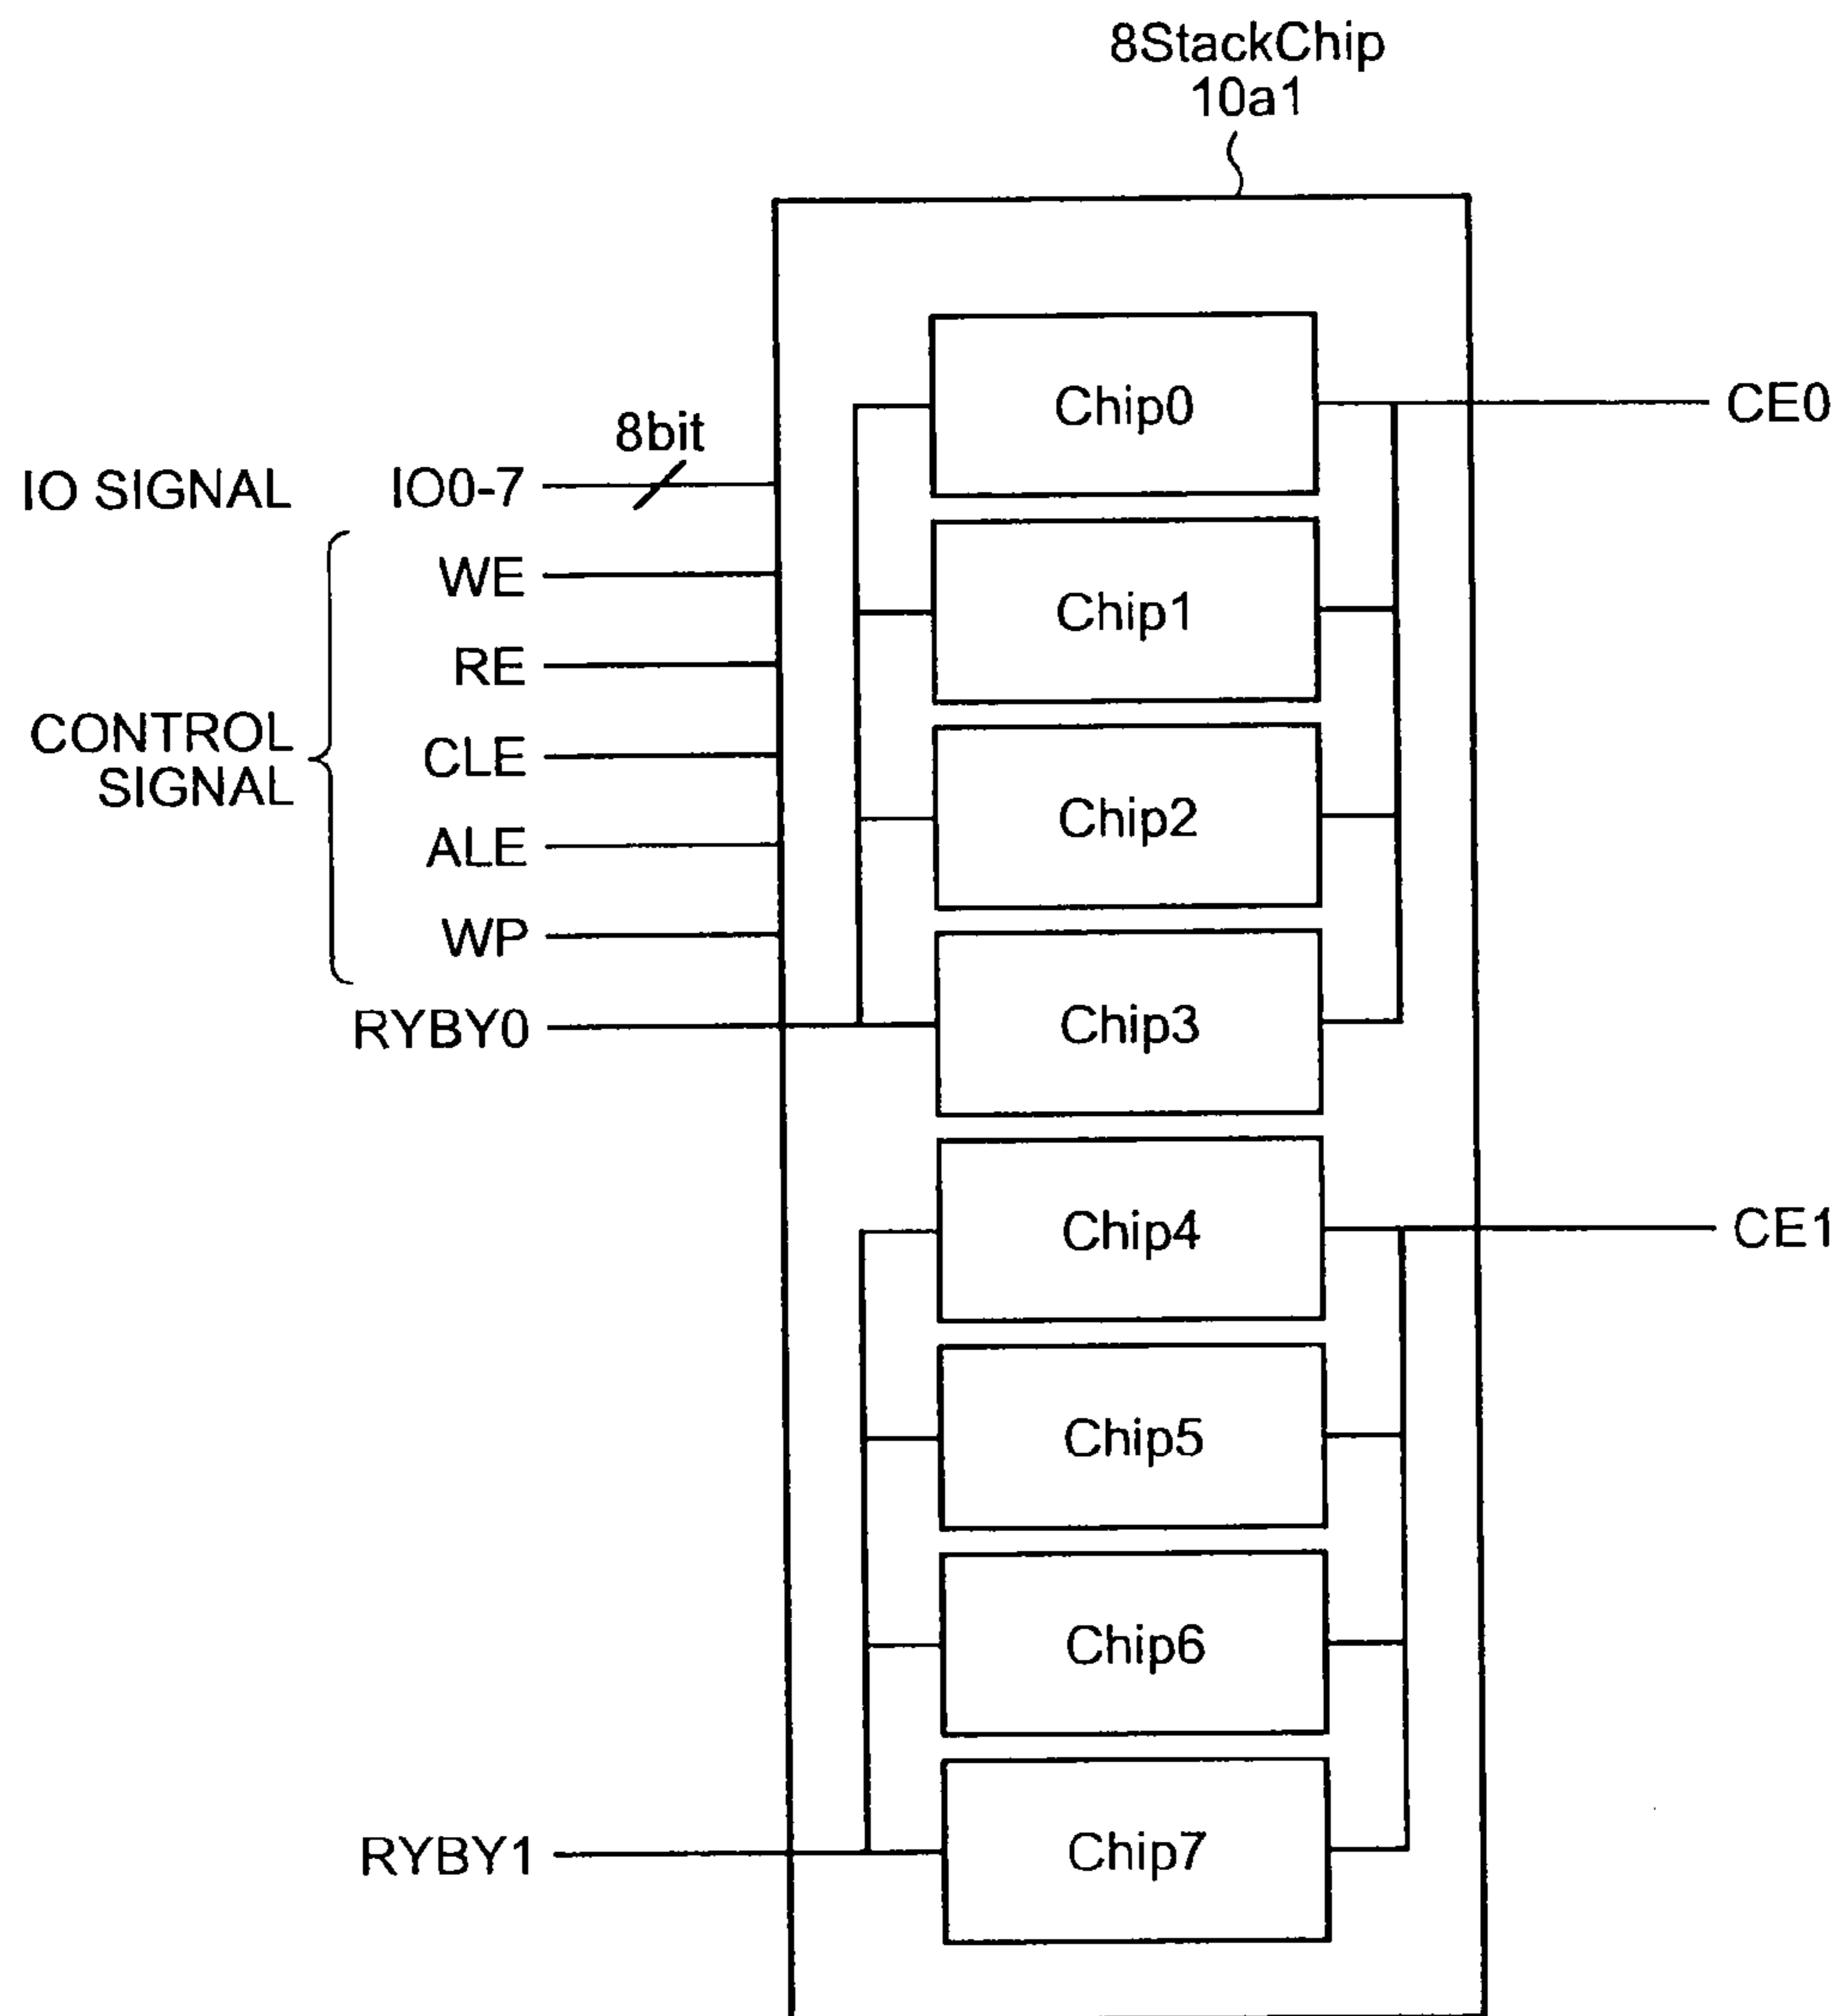 8StackChip
10a1
Chip0
CE0
8bit
IO SIGNAL IO0-7
Chip1
WE
RE
CONTROL
SIGNAL
CLE
Chip2
ALE
WP
RYBY0
Chip3
Chip4
CE1
Chip5
Chip6
RYBY1
Chip7